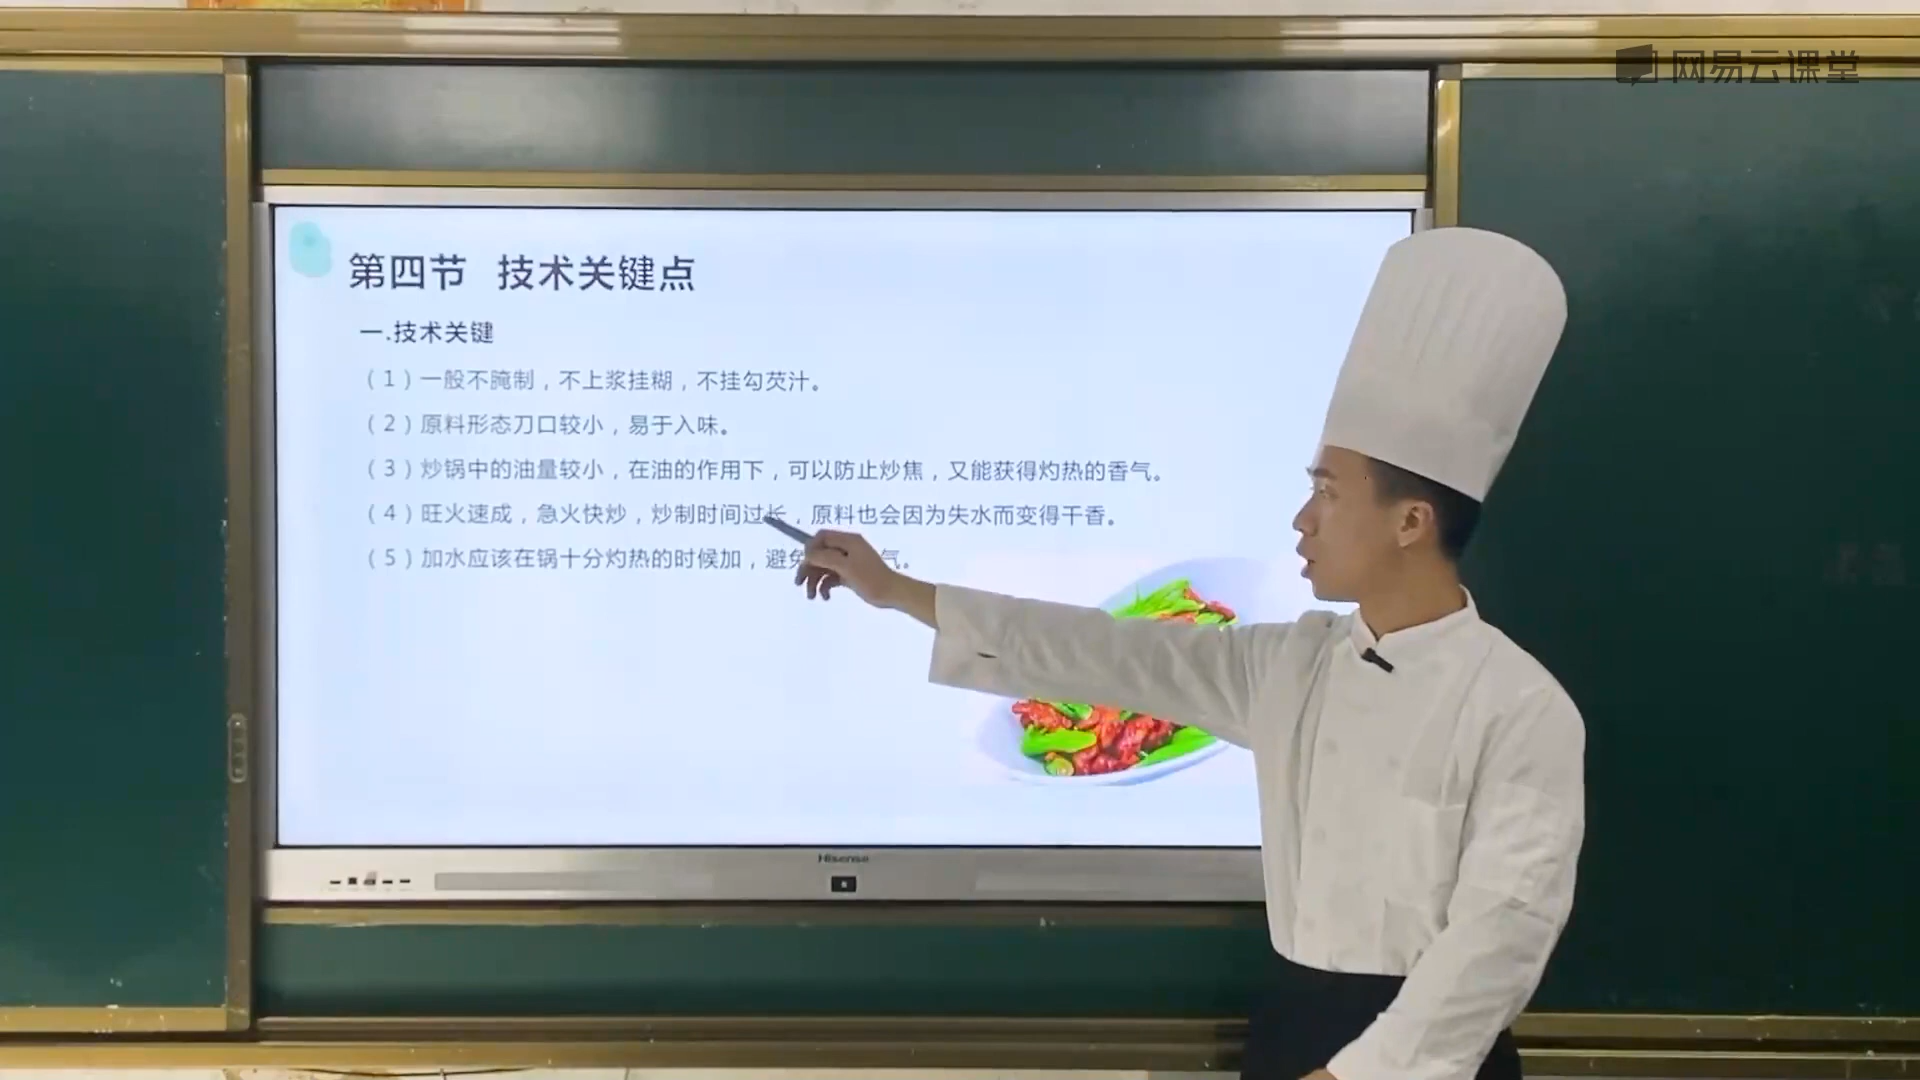 网易云课堂
第四节 技术关键点
一.技术关键
（1）一般不腌制，不上浆挂糊，不挂勾芡汁。
（2）原料形态刀口较小，易于入味。
（3）炒锅中的油量较小，在油的作用下，可以防止炒焦，又能获得灼热的香气。
（4）旺火速成，急火快炒，炒制时间过长，原料也会因为失水而变得干香。
（5）加水应该在锅十分灼热的时候加，避免 气。
Hisense